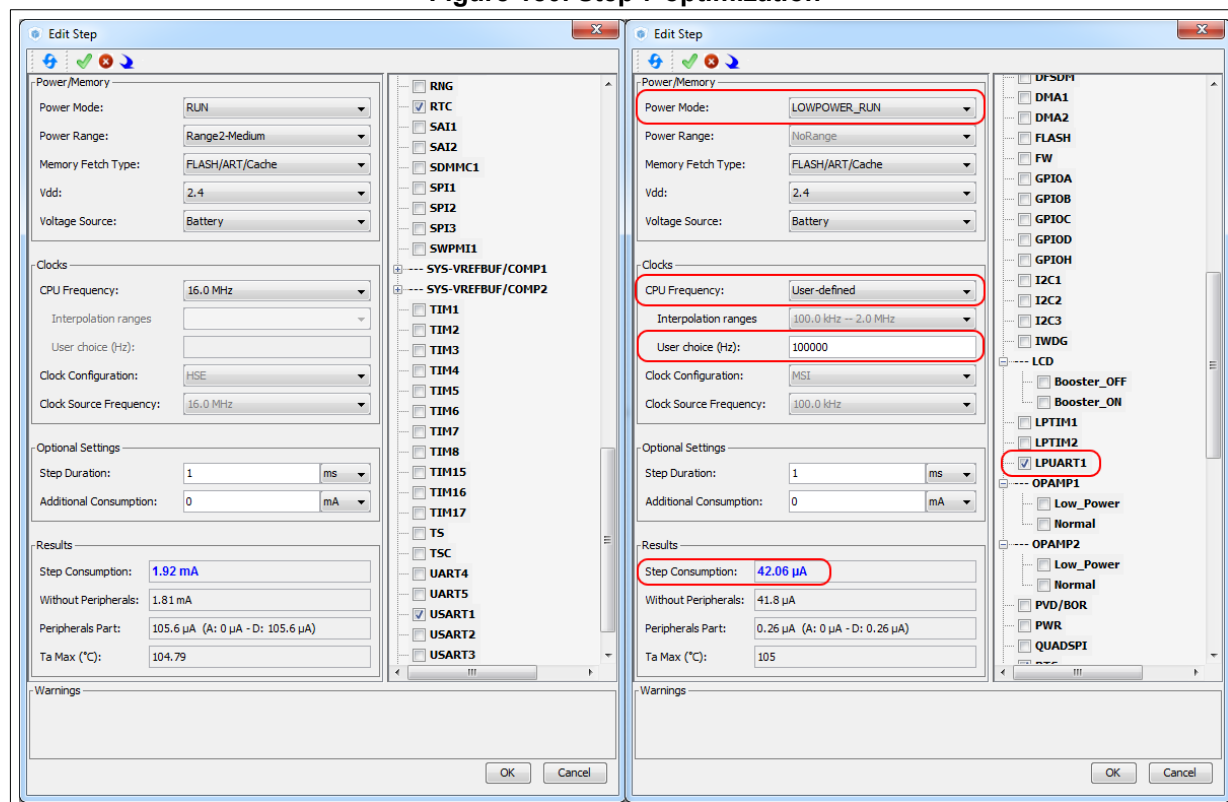 Figure Step optimization
Edit Step
Power/Memory
Power Mode: RUN
Power Range: Range2-Medium
Memory Fetch Type: FLASH/ART/Cache
Vdd: 2.4
Voltage Source: Battery
Clocks
CPU Frequency: 16.0 MHz
Interpolation ranges
User choice (Hz):
Clock Configuration: HSE
Clock Source Frequency: 16.0 MHz
Optional Settings
Step Duration: 1 ms
Additional Consumption: 0 mA
Results
Step Consumption: 1.92 mA
Without Peripherals: 1.81 mA
Peripherals Part: 105.6 µA (A: 0 µA - D: 105.6 µA)
Ta Max (°C): 104.79
RNG
RTC
SAI1
SAI2
SDMMC1
SPI1
SPI2
SPI3
SWPMI1
SYS-VREFBUF/COMP1
SYS-VREFBUF/COMP2
TIM1
TIM2
TIM3
TIM4
TIM5
TIM6
TIM7
TIM8
TIM15
TIM16
TIM17
TS
TSC
UART4
UART5
USART1
USART2
USART3
Warnings
OK Cancel
Edit Step
Power/Memory
Power Mode: LOWPOWER_RUN
Power Range: NoRange
Memory Fetch Type: FLASH/ART/Cache
Vdd: 2.4
Voltage Source: Battery
Clocks
CPU Frequency: User-defined
Interpolation ranges 100.0 kHz -- 2.0 MHz
User choice (Hz): 100000
Clock Configuration: MSI
Clock Source Frequency: 100.0 kHz
Optional Settings
Step Duration: 1 ms
Additional Consumption: 0 mA
Results
Step Consumption: 42.06 µA
Without Peripherals: 41.8 µA
Peripherals Part: 0.26 µA (A: 0 µA - D: 0.26 µA)
Ta Max (°C): 105
DFSDM
DMA1
DMA2
FLASH
FW
GPIOA
GPIOB
GPIOC
GPIOD
GPIOH
I2C1
I2C2
I2C3
IWDG
LCD
Booster_OFF
Booster_ON
LPTIM1
LPTIM2
LPUART1
OPAMP1
Low_Power
Normal
OPAMP2
Low_Power
Normal
PVD/BOR
PWR
QUADSPI
Warnings
OK Cancel